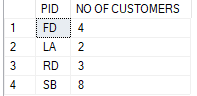 PID NO OF CUSTOMERS
1 FD 4
2 LA 2
3 RD 3
4 SB 8